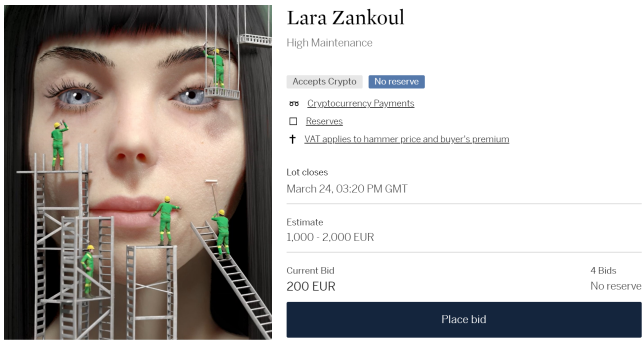 Lara Zankoul
High Maintenance
Accepts Crypto No reserve
Cryptocurrency Payments
Reserves
† VAT applies to hammer price and buyer's premium
Lot closes
March 24, 03:20 PM GMT
Estimate
1,000 - 2,000 EUR
Current Bid 4 Bids
200 EUR No reserve
Place bid